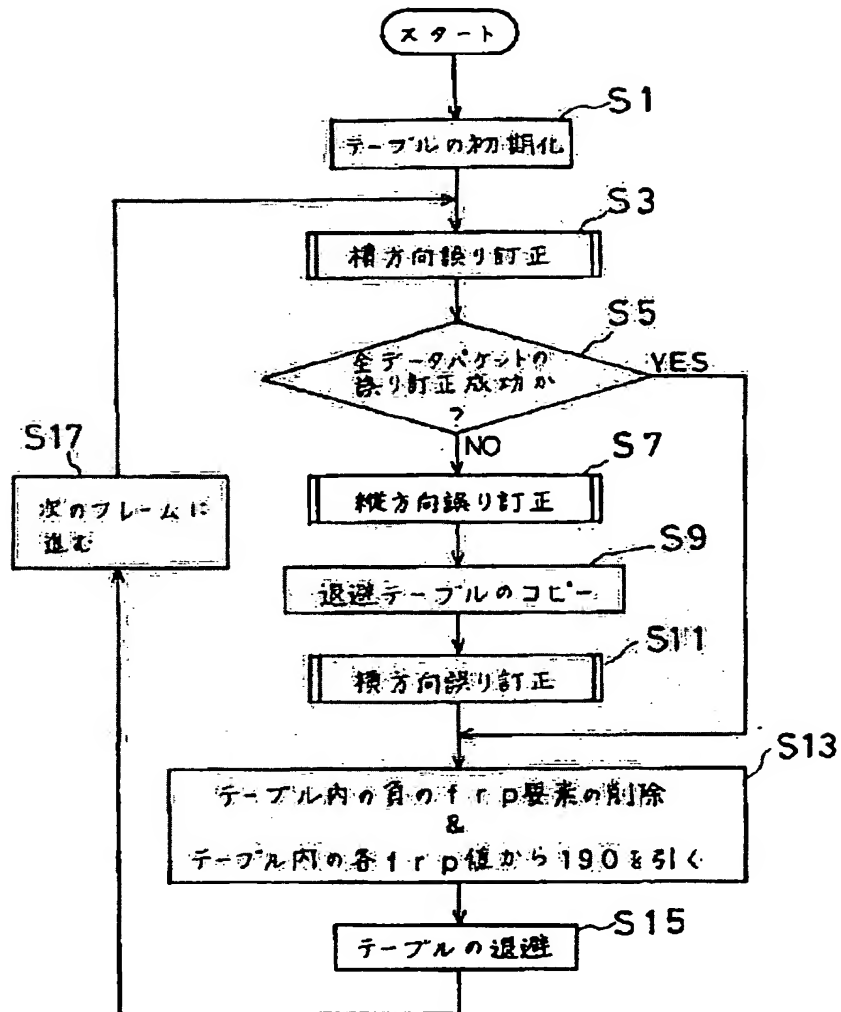 スタート
S1
テーブルの初期化
S3
横方向誤り訂正
S5
全データパケットの
誤り訂正成功か
?
YES
NO
S17
次のフレームに
進む
S7
縦方向誤り訂正
S9
退避テーブルのコピー
S11
横方向誤り訂正
S13
テーブル内の負のfrp要素の削除
&
テーブル内の各frp値から190を引く
S15
テーブルの退避